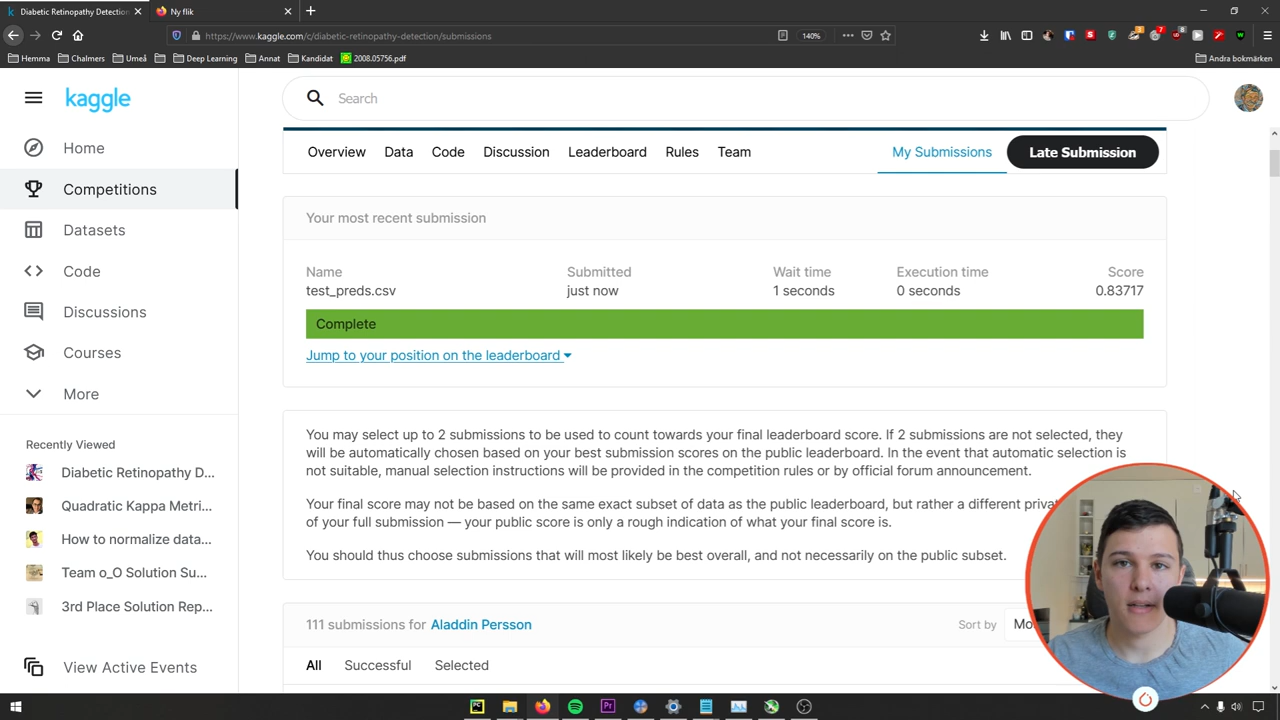 Diabetic Retinopathy Detection
Ny flik
https://www.kaggle.com/c/diabetic-retinopathy-detection/submissions
140%
Hemma
Chalmers
Umeå
Deep Learning
Annat
Kandidat
2008.05756.pdf
Andra bokmärken
kaggle
Search
Home
Competitions
Datasets
Code
Discussions
Courses
More
Recently Viewed
Diabetic Retinopathy D...
Quadratic Kappa Metri...
How to normalize data...
Team o_O Solution Su...
3rd Place Solution Rep...
View Active Events
Overview Data Code Discussion Leaderboard Rules Team My Submissions Late Submission
Your most recent submission
Name Submitted Wait time Execution time Score
test_preds.csv just now 1 seconds 0 seconds 0.83717
Complete
Jump to your position on the leaderboard
You may select up to 2 submissions to be used to count towards your final leaderboard score. If 2 submissions are not selected, they
will be automatically chosen based on your best submission scores on the public leaderboard. In the event that automatic selection is
not suitable, manual selection instructions will be provided in the competition rules or by official forum announcement.
Your final score may not be based on the same exact subset of data as the public leaderboard, but rather a different
of your full submission — your public score is only a rough indication of what your final score is.
You should thus choose submissions that will most likely be best overall, and not necessarily on the public subset.
111 submissions for Aladdin Persson
Sort by
All Successful Selected